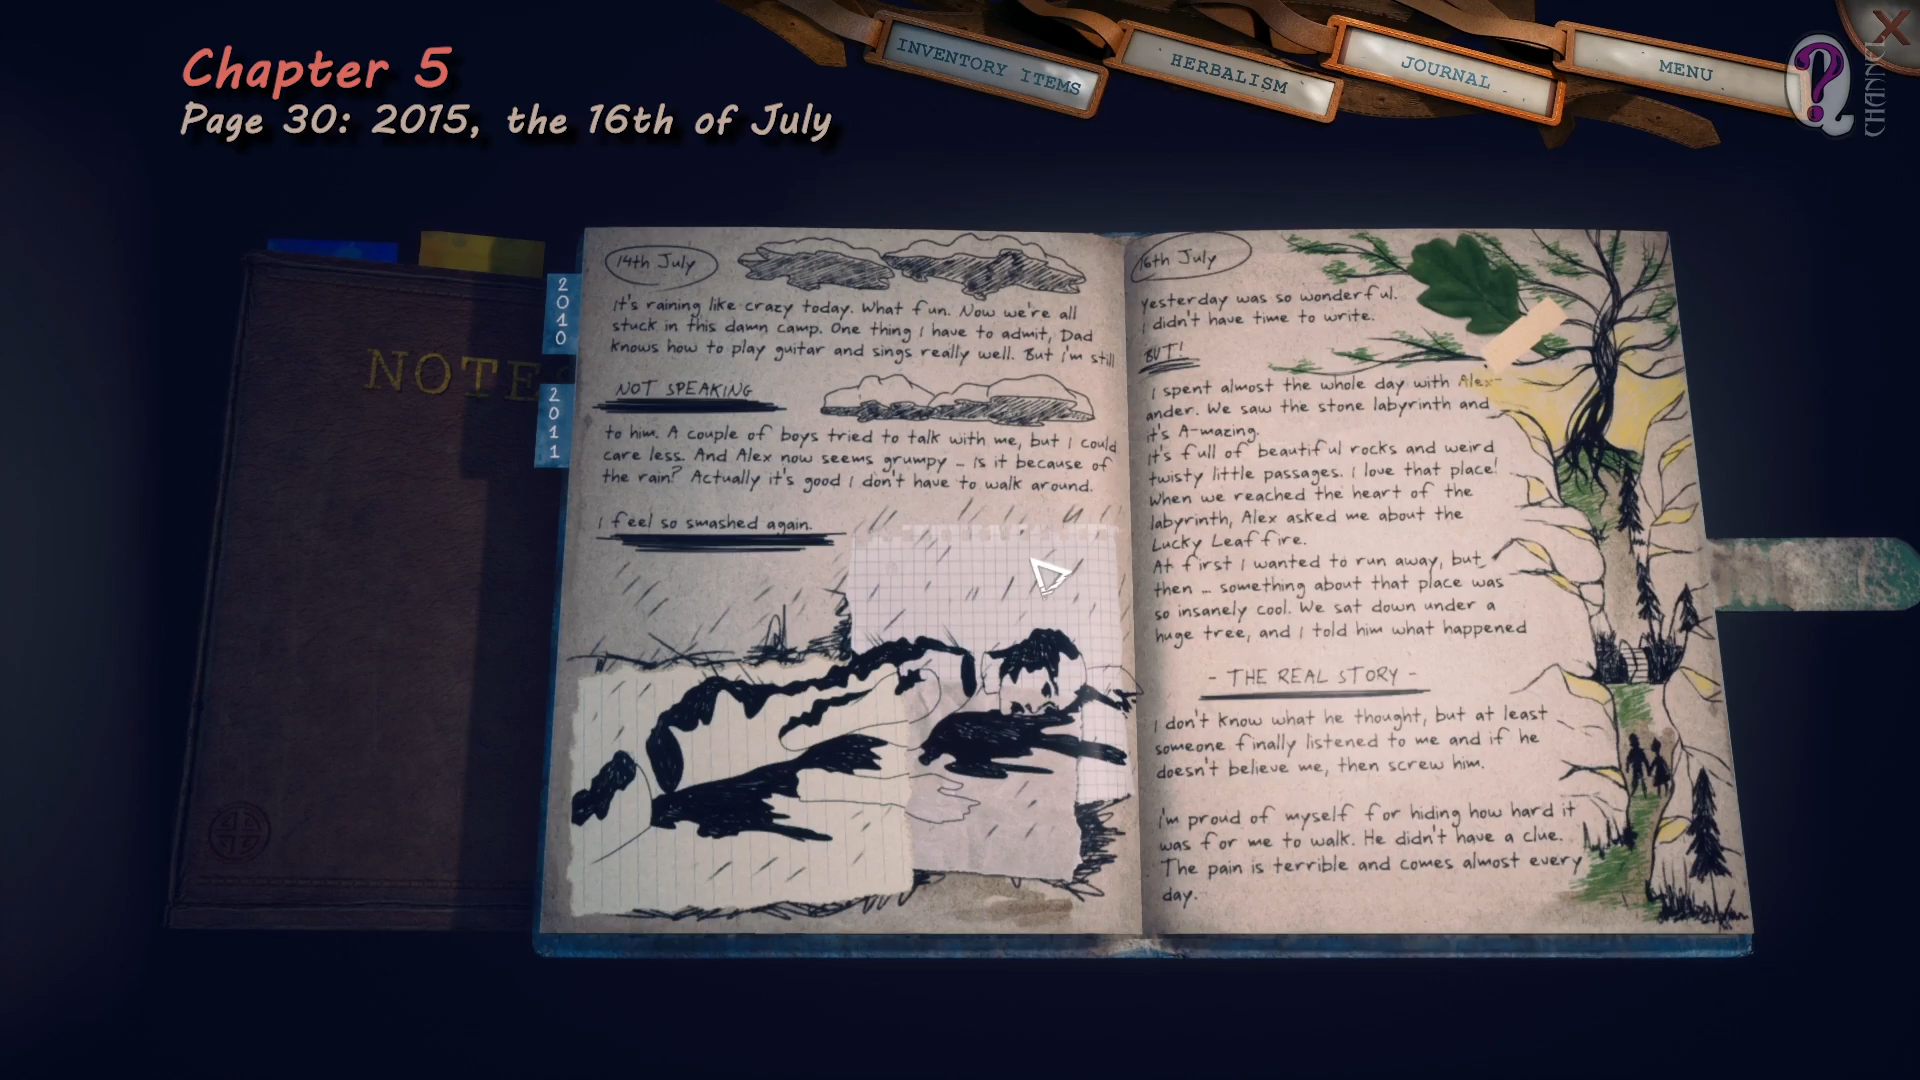 Chapter 5
Page 30: 2015, the 16th of July
INVENTORY ITEMS
HERBALISM
JOURNAL
MENU
CHANNEL
NOTE
2010
2011
14th July
It's raining like crazy today. What fun. Now we're all
stuck in this damn camp. One thing I have to admit, Dad
knows how to play guitar and sings really well. But i'm still
NOT SPEAKING
to him. A couple of boys tried to talk with me, but I could
care less. And Alex now seems grumpy - is it because of
the rain? Actually it's good I don't have to walk around.
I feel so smashed again.
16th July
Yesterday was so wonderful.
I didn't have time to write.
BUT!
I spent almost the whole day with Alex-
ander. We saw the stone labyrinth and
it's A-mazing.
It's full of beautiful rocks and weird
twisty little passages. I love that place!
When we reached the heart of the
labyrinth, Alex asked me about the
Lucky Leaf fire.
At first I wanted to run away, but
then ... something about that place was
so insanely cool. We sat down under a
huge tree, and I told him what happened
- THE REAL STORY -
I don't know what he thought, but at least
someone finally listened to me and if he
doesn't believe me, then screw him.
I'm proud of myself for hiding how hard it
was for me to walk. He didn't have a clue.
The pain is terrible and comes almost every
day.